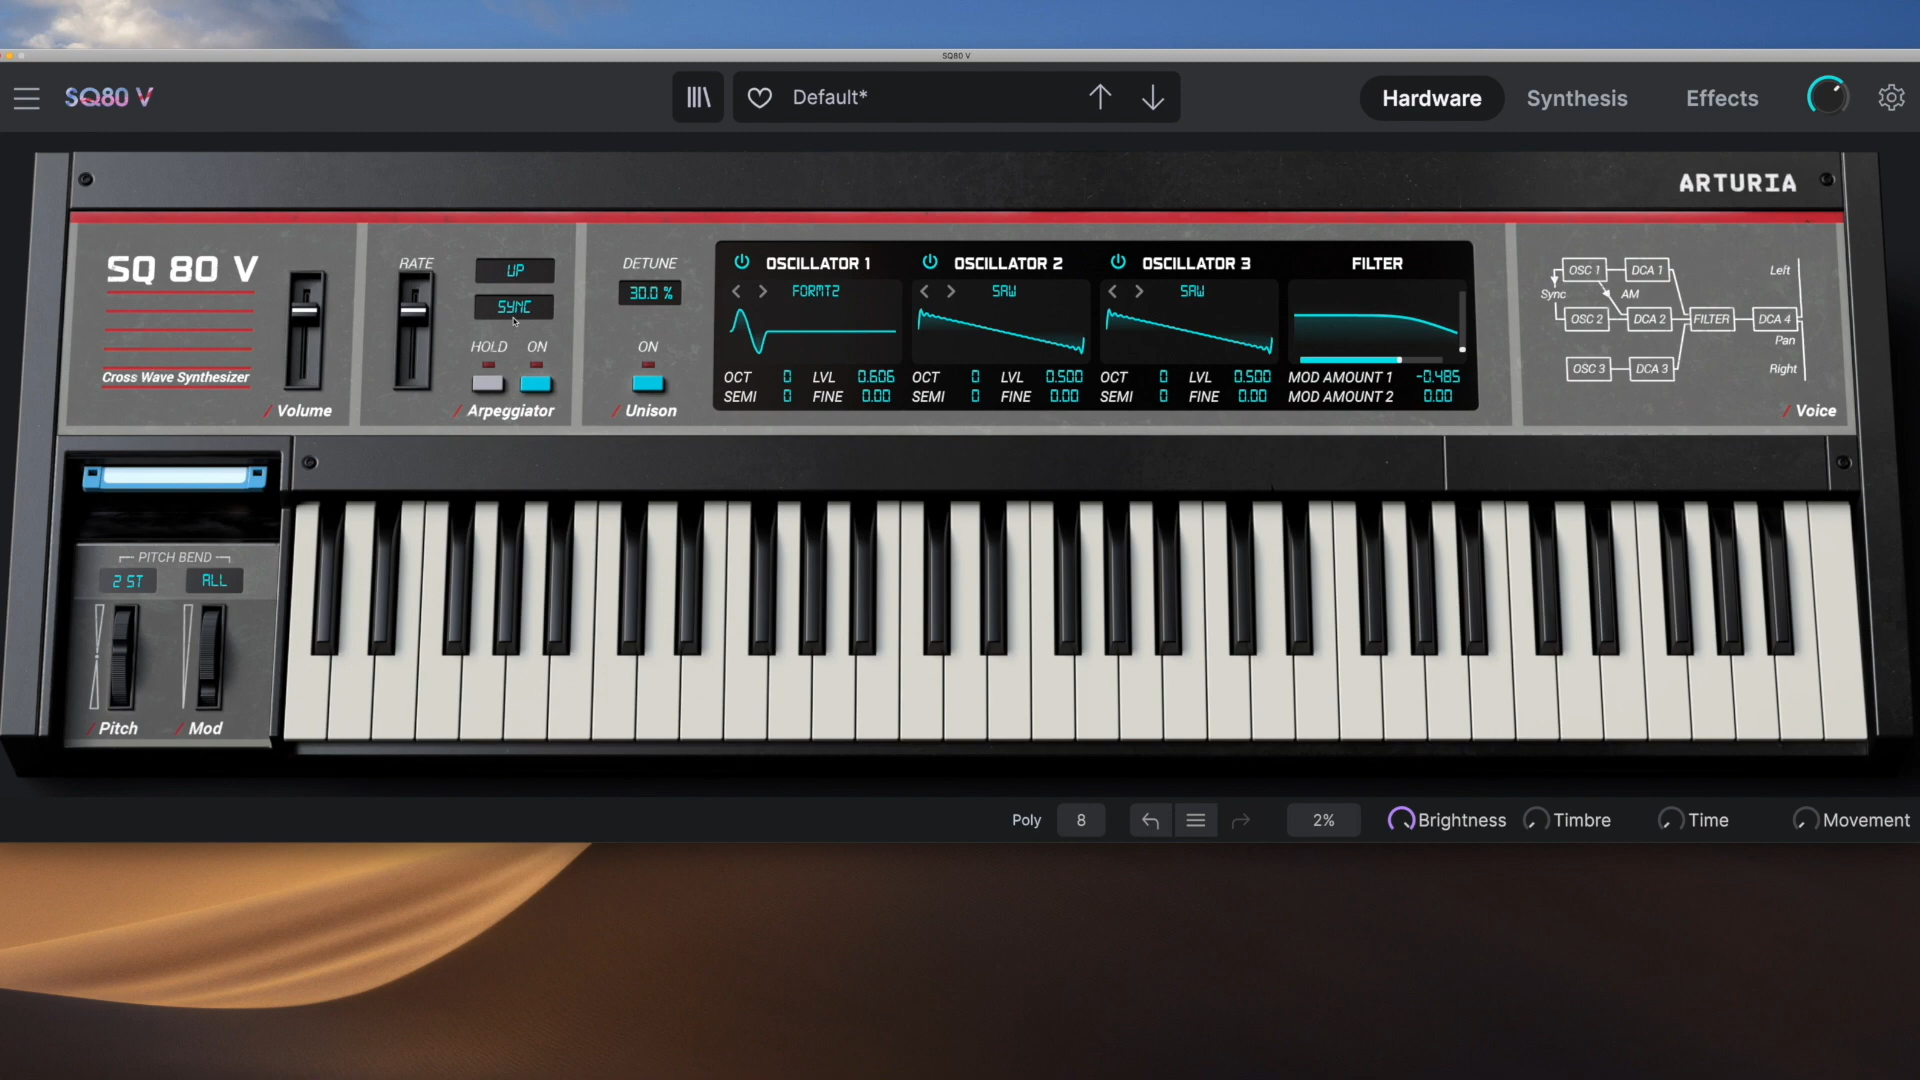 SQ80 V
SQ80 V
Default*
Hardware
Synthesis
Effects
ARTURIA
SQ 80 V
Cross Wave Synthesizer
/ Volume
RATE
UP
SYNC
HOLD ON
/ Arpeggiator
DETUNE
30.0 %
ON
/ Unison
OSCILLATOR 1
FORMT2
OCT 0 LVL 0.606
SEMI 0 FINE 0.00
OSCILLATOR 2
SAW
OCT 0 LVL 0.500
SEMI 0 FINE 0.00
OSCILLATOR 3
SAW
OCT 0 LVL 0.500
SEMI 0 FINE 0.00
FILTER
MOD AMOUNT 1 -0.485
MOD AMOUNT 2 0.00
OSC 1 DCA 1 Left
Sync AM
OSC 2 DCA 2 FILTER DCA 4
Pan
OSC 3 DCA 3 Right
/ Voice
PITCH BEND
2 ST ALL
/ Pitch / Mod
Poly 8 2% Brightness Timbre Time Movement